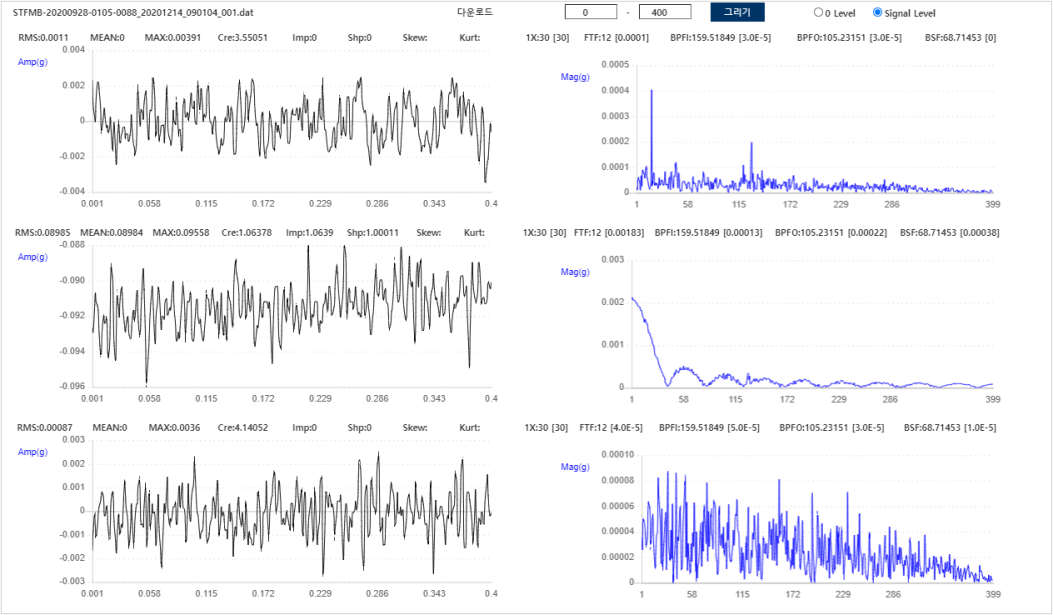 STFMB-20200928-0105-0088_20201214_090104_001.dat 다운로드 0 - 400 그리기 0 Level Signal Level
RMS:0.0011 MEAN:0 MAX:0.00391 Cre:3.55051 Imp:0 Shp:0 Skew: Kurt: 1X:30 [30] FTF:12 [0.0001] BPFI:159.51849 [3.0E-5] BPFO:105.23151 [3.0E-5] BSF:68.71453 [0]
Amp(g)
0.004
0.002
0
-0.002
-0.004
0.001 0.058 0.115 0.172 0.229 0.286 0.343 0.4
Mag(g)
0.0005
0.0004
0.0003
0.0002
0.0001
0
1 58 115 172 229 286 399
RMS:0.08985 MEAN:0.08984 MAX:0.09558 Cre:1.06378 Imp:1.0639 Shp:1.00011 Skew: Kurt: 1X:30 [30] FTF:12 [0.00183] BPFI:159.51849 [0.00013] BPFO:105.23151 [0.00022] BSF:68.71453 [0.00038]
Amp(g)
-0.088
-0.090
-0.092
-0.094
-0.096
0.001 0.058 0.115 0.172 0.229 0.286 0.343 0.4
Mag(g)
0.003
0.002
0.001
0
1 58 115 172 229 286 399
RMS:0.00087 MEAN:0 MAX:0.0036 Cre:4.14052 Imp:0 Shp:0 Skew: Kurt: 1X:30 [30] FTF:12 [4.0E-5] BPFI:159.51849 [5.0E-5] BPFO:105.23151 [3.0E-5] BSF:68.71453 [1.0E-5]
Amp(g)
0.003
0.002
0.001
0
-0.001
-0.002
-0.003
0.001 0.058 0.115 0.172 0.229 0.286 0.343 0.4
Mag(g)
0.00010
0.00008
0.00006
0.00004
0.00002
0
1 58 115 172 229 286 399